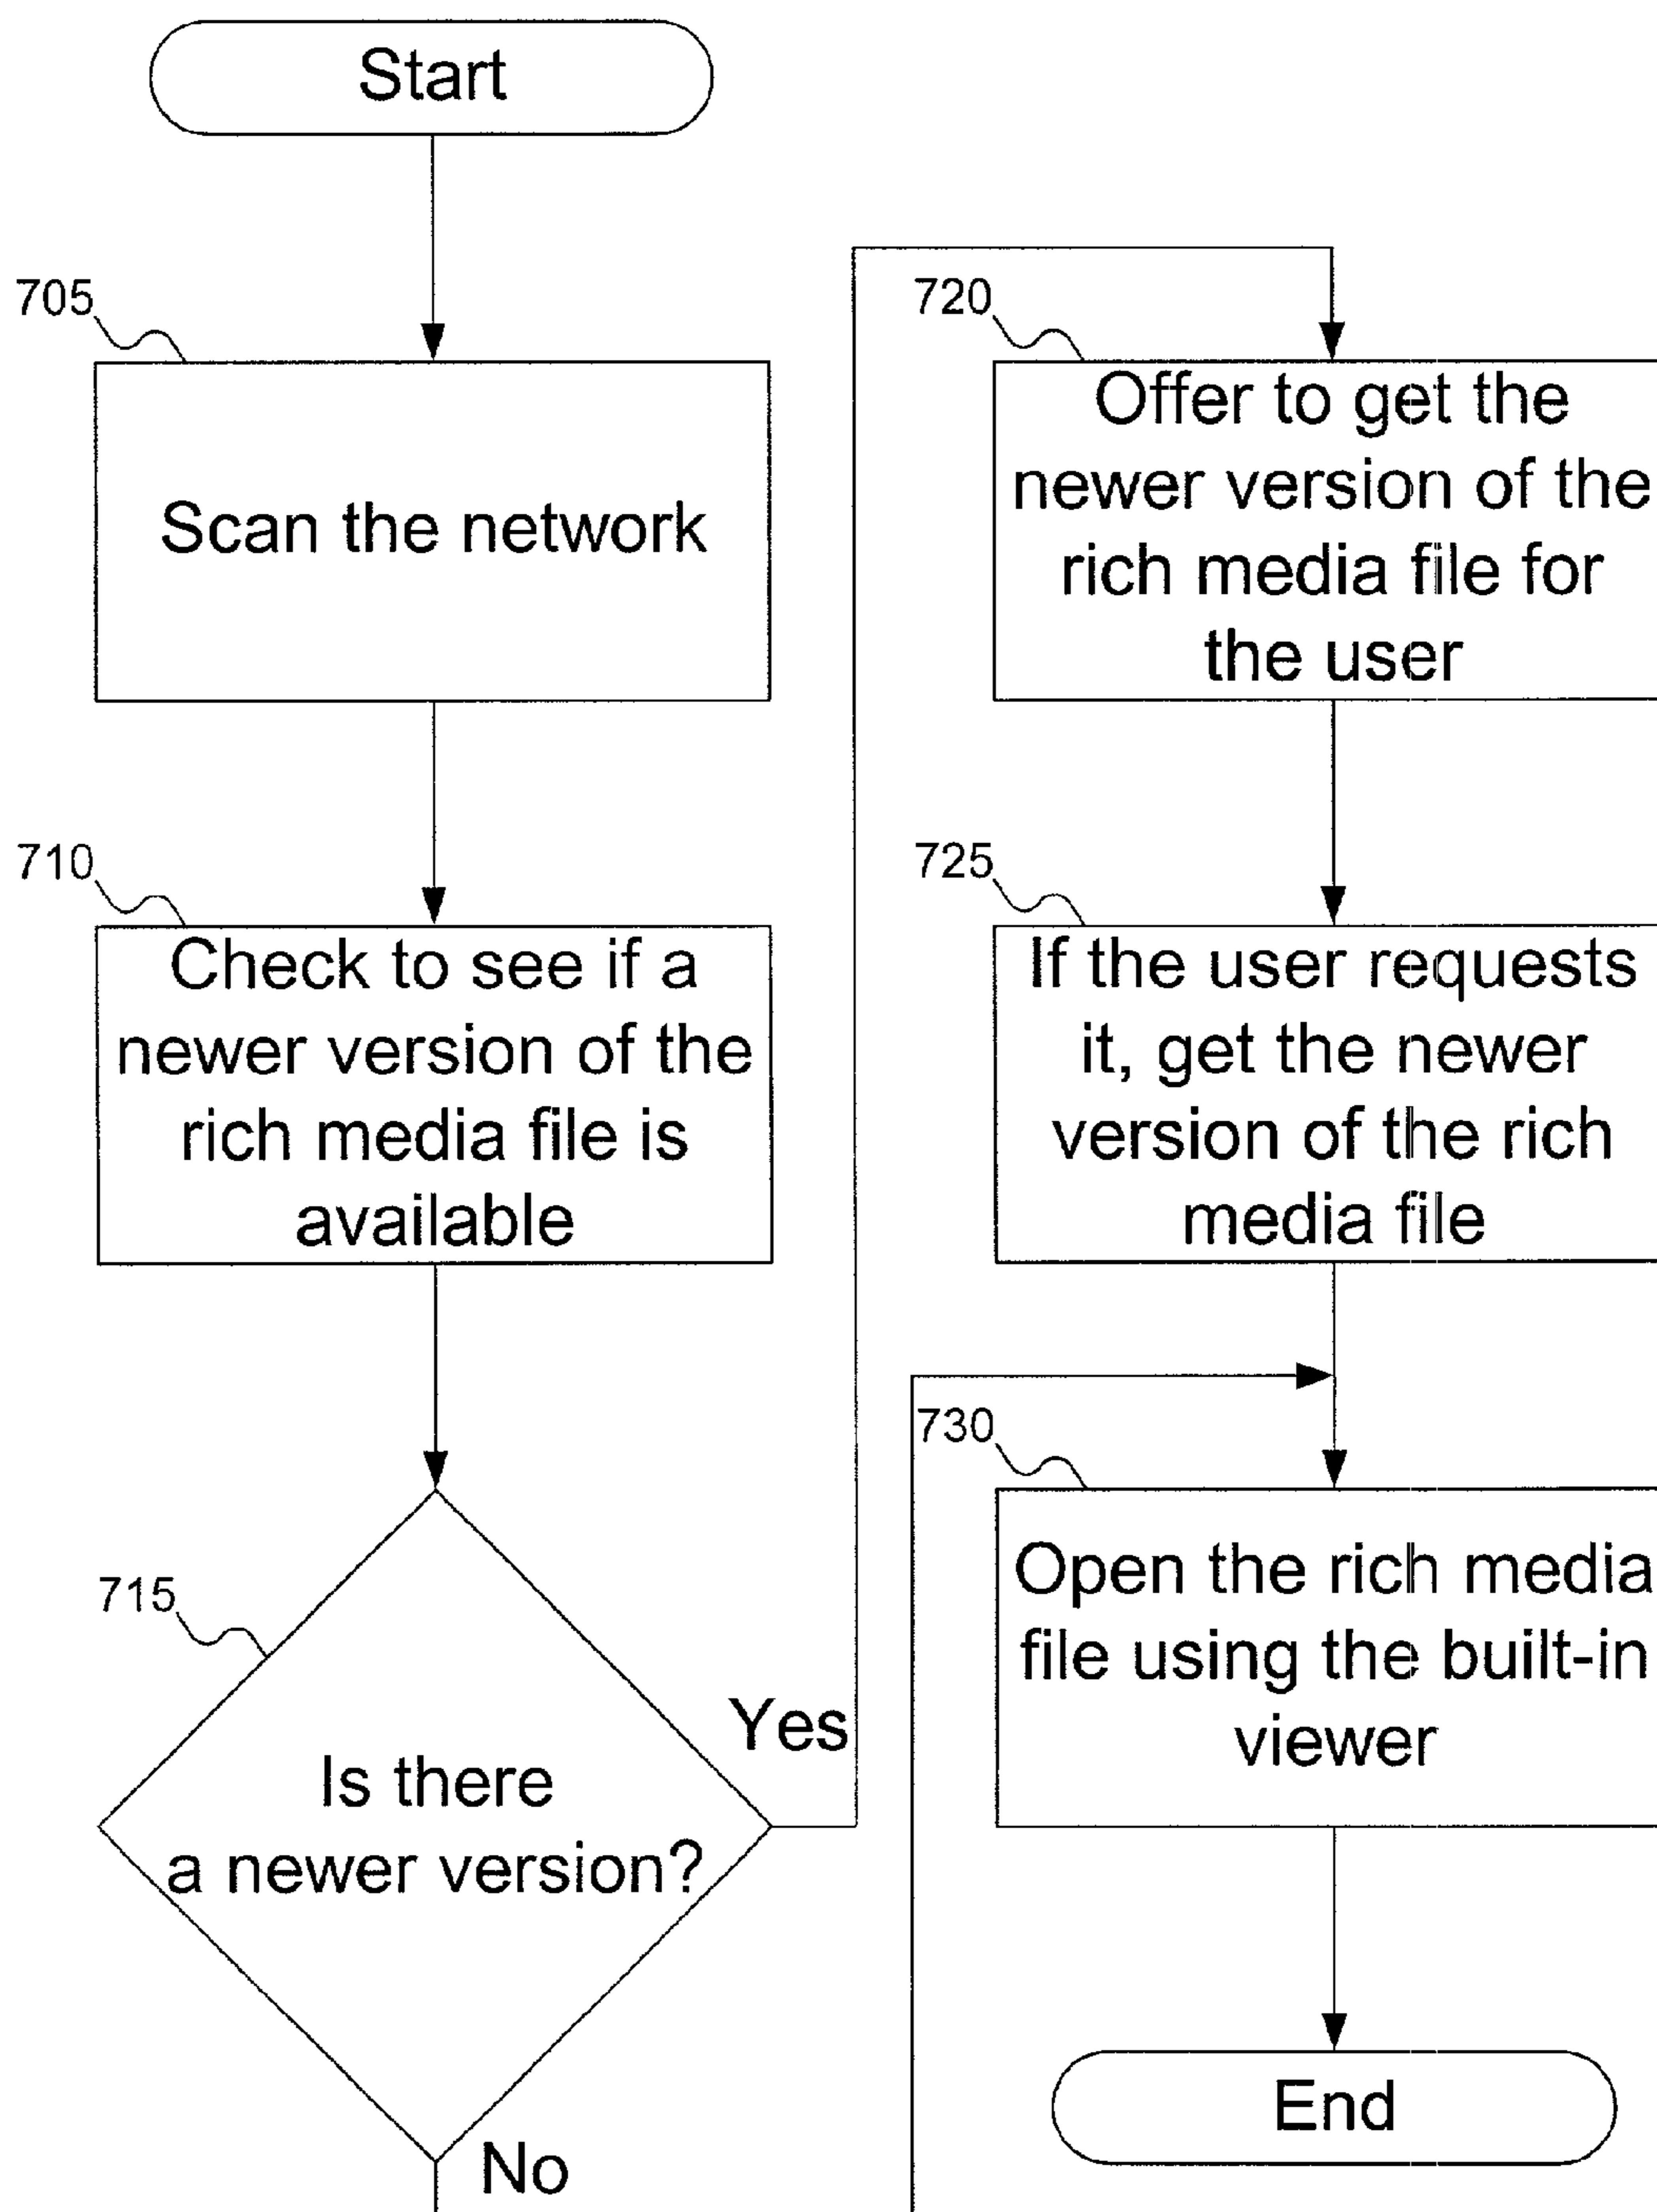 Start
705
Scan the network
710
Check to see if a
newer version of the
rich media file is
available
715
Is there
a newer version?
Yes
No
720
Offer to get the
newer version of the
rich media file for
the user
725
If the user requests
it, get the newer
version of the rich
media file
730
Open the rich media
file using the built-in
viewer
End